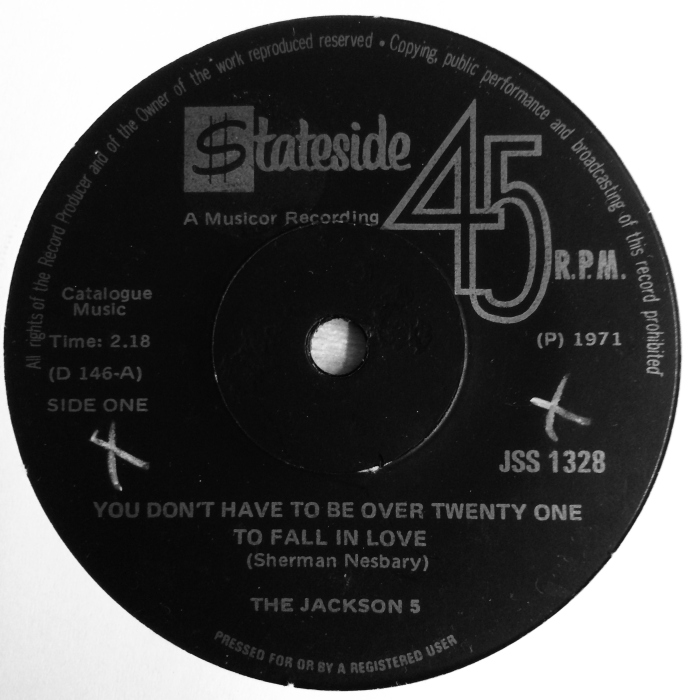 All rights of the Record Producer and of the Owner of the work reproduced reserved • Copying, public performance and broadcasting of this record prohibited
$tateside
A Musicor Recording
45
R.P.M.
Catalogue
Music
Time: 2.18
(P) 1971
(D 146-A)
SIDE ONE
JSS 1328
YOU DON'T HAVE TO BE OVER TWENTY ONE
TO FALL IN LOVE
(Sherman Nesbary)
THE JACKSON 5
PRESSED FOR OR BY A REGISTERED USER